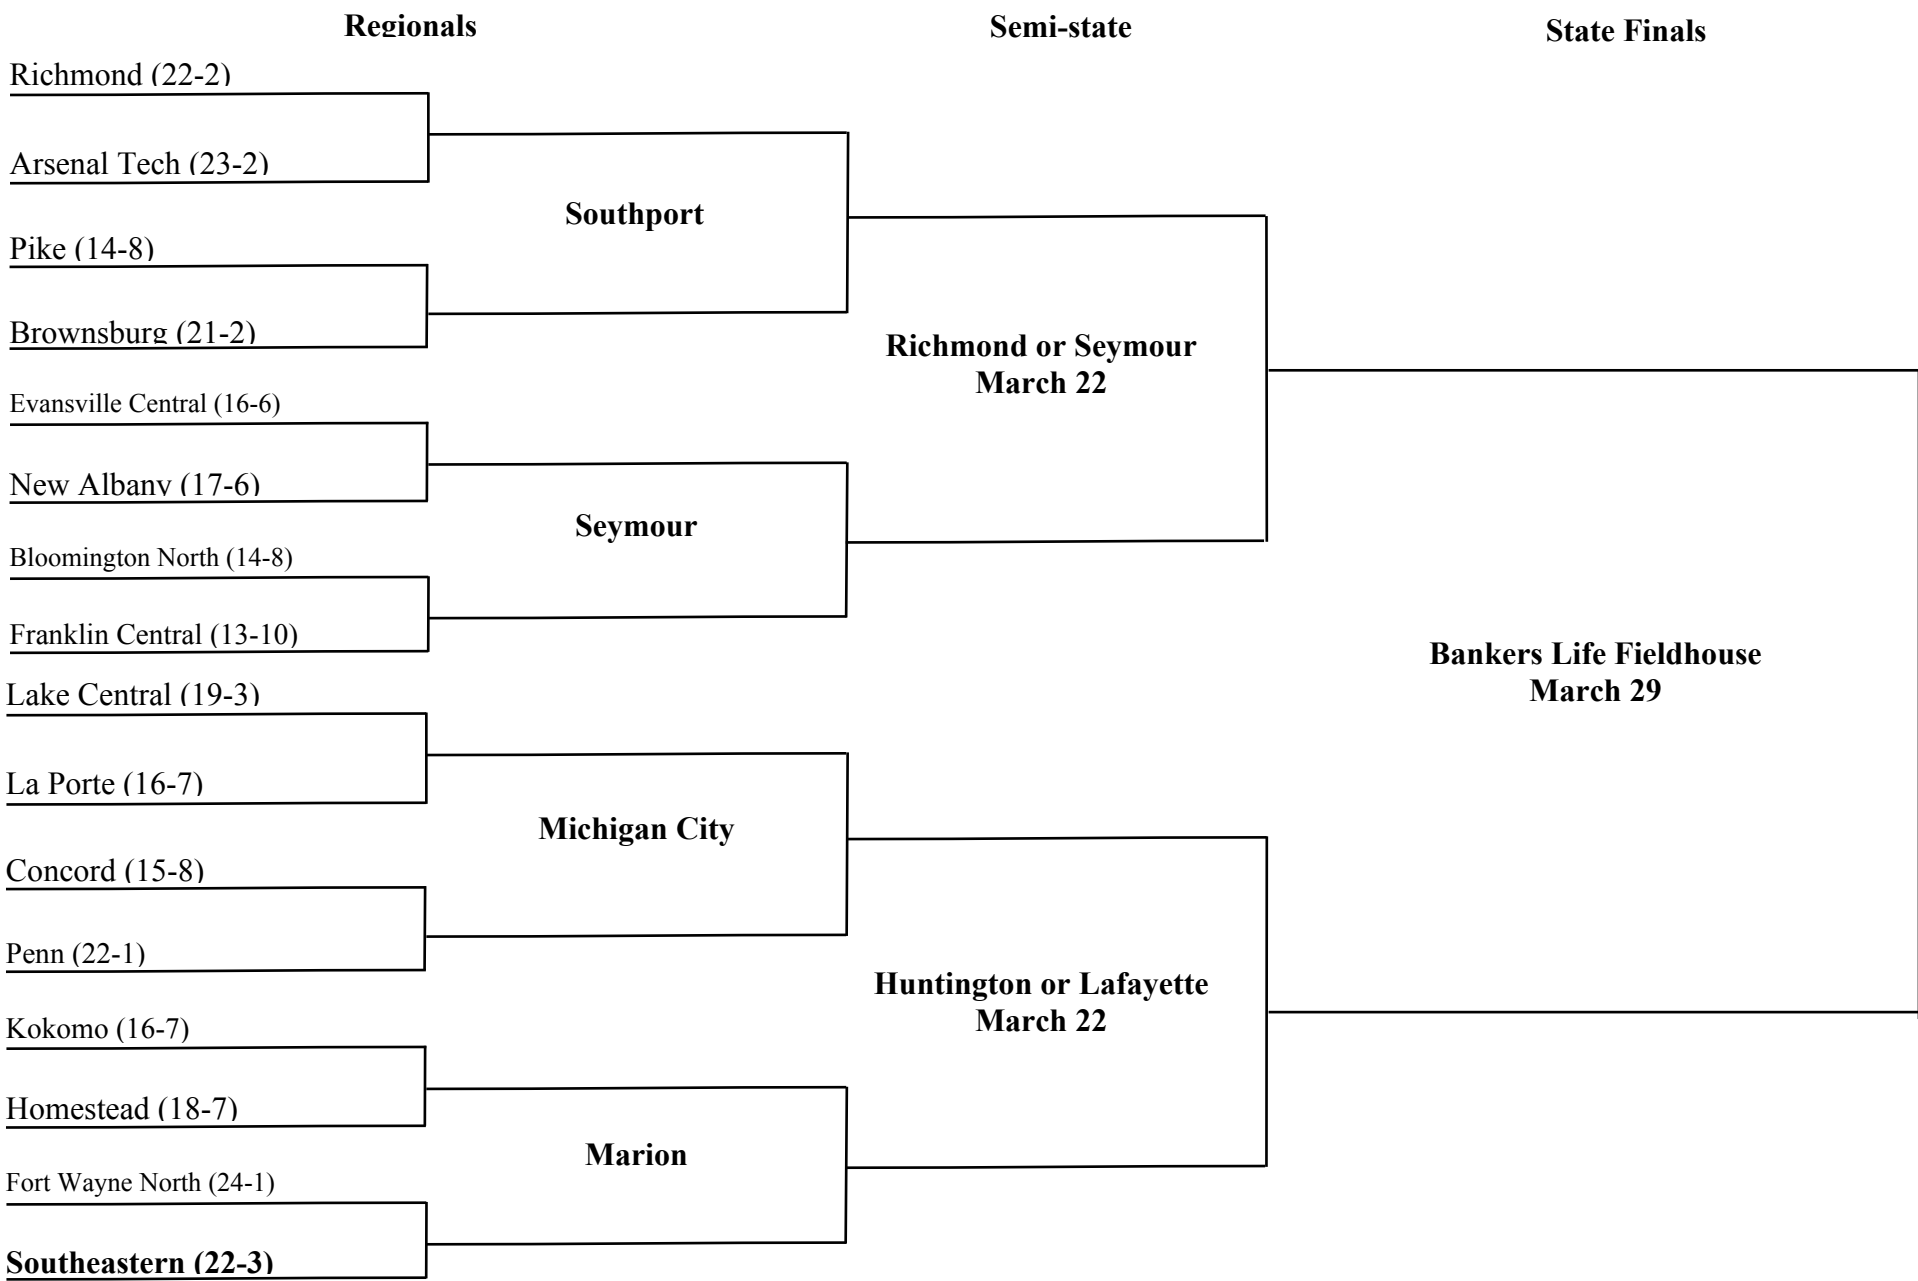 Regionals
Semi-state
State Finals
Richmond (22-2)
Arsenal Tech (23-2)
Southport
Pike (14-8)
Brownsburg (21-2)
Richmond or Seymour
March 22
Evansville Central (16-6)
New Albany (17-6)
Seymour
Bloomington North (14-8)
Franklin Central (13-10)
Bankers Life Fieldhouse
March 29
Lake Central (19-3)
La Porte (16-7)
Michigan City
Concord (15-8)
Penn (22-1)
Huntington or Lafayette
March 22
Kokomo (16-7)
Homestead (18-7)
Marion
Fort Wayne North (24-1)
Southeastern (22-3)